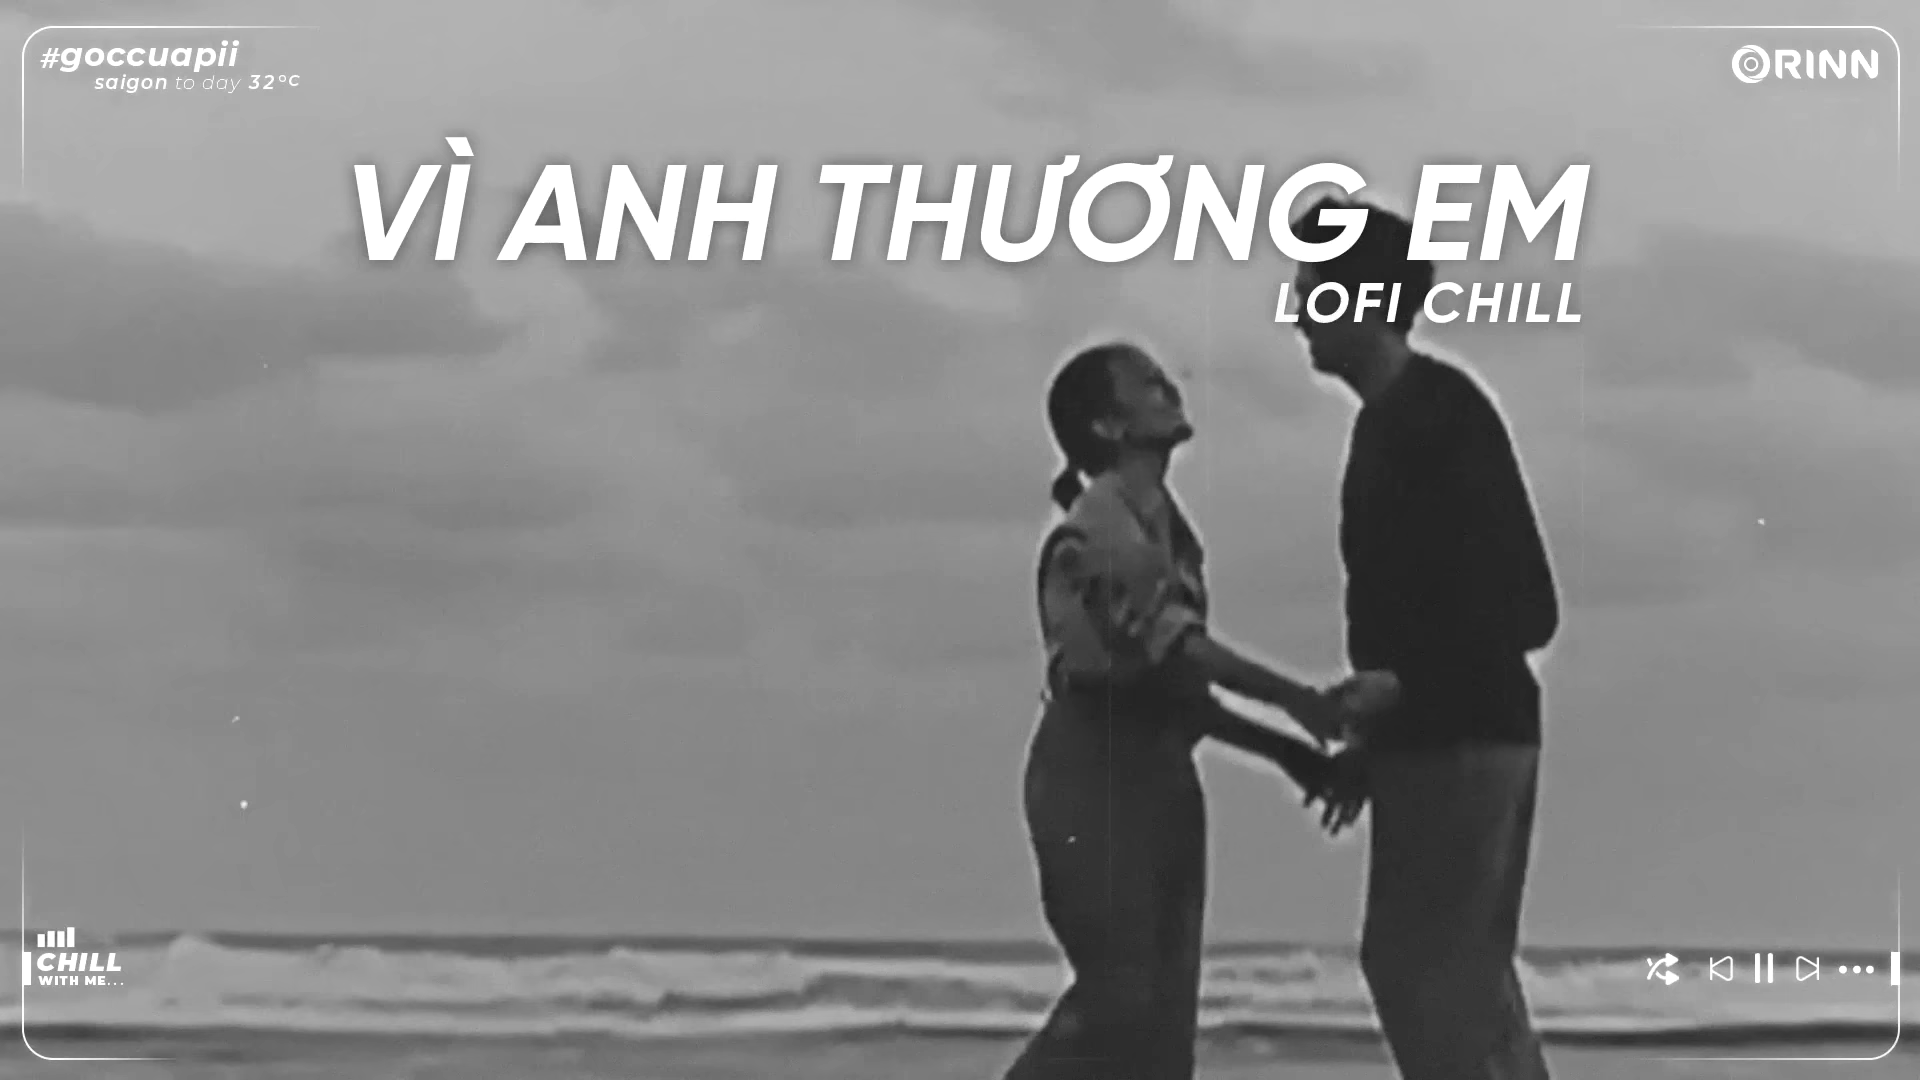 #goccuapii
saigon to day 32°C
ORINN
VÌ ANH THƯƠNG EM
LOFI CHILL
CHILL
WITH ME...